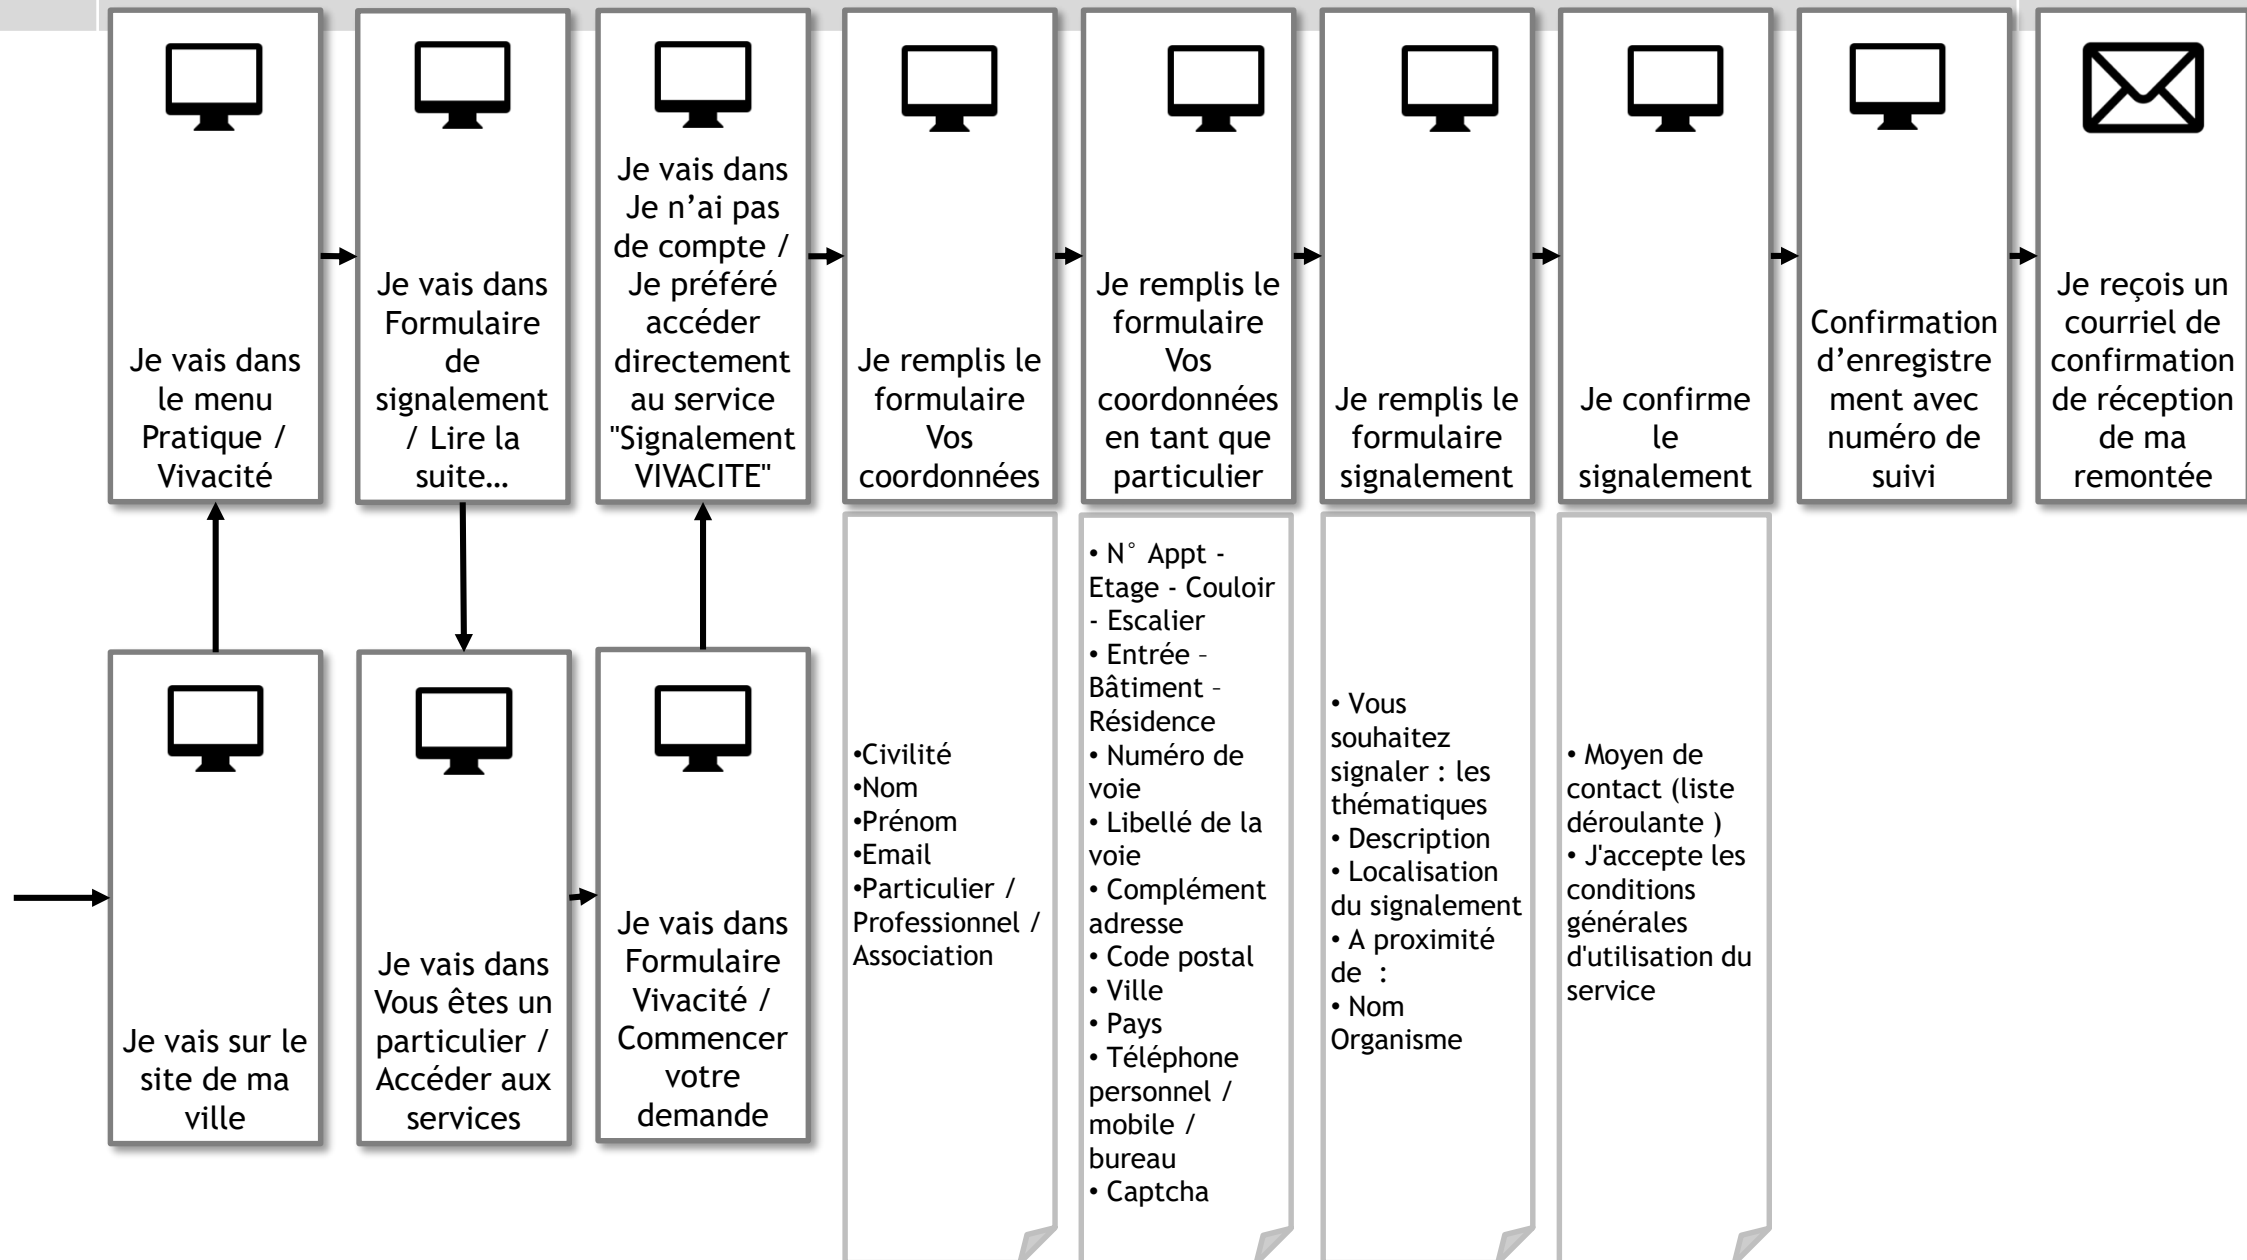 Je vais dans
le menu
Pratique /
Vivacité
Je vais dans
Formulaire
de
signalement
/ Lire la
suite…
Je vais dans
Je n’ai pas
de compte /
Je préféré
accéder
directement
au service
"Signalement
VIVACITE"
Je remplis le
formulaire
Vos
coordonnées
Je remplis le
formulaire
Vos
coordonnées
en tant que
particulier
Je remplis le
formulaire
signalement
Je confirme
le
signalement
Confirmation
d’enregistre
ment avec
numéro de
suivi
Je reçois un
courriel de
confirmation
de réception
de ma
remontée
Je vais sur le
site de ma
ville
Je vais dans
Vous êtes un
particulier /
Accéder aux
services
Je vais dans
Formulaire
Vivacité /
Commencer
votre
demande
•Civilité
•Nom
•Prénom
•Email
•Particulier /
Professionnel /
Association
• N° Appt -
Etage - Couloir
- Escalier
• Entrée –
Bâtiment –
Résidence
• Numéro de
voie
• Libellé de la
voie
• Complément
adresse
• Code postal
• Ville
• Pays
• Téléphone
personnel /
mobile /
bureau
• Captcha
• Vous
souhaitez
signaler : les
thématiques
• Description
• Localisation
du signalement
• A proximité
de :
• Nom
Organisme
• Moyen de
contact (liste
déroulante )
• J'accepte les
conditions
générales
d'utilisation du
service